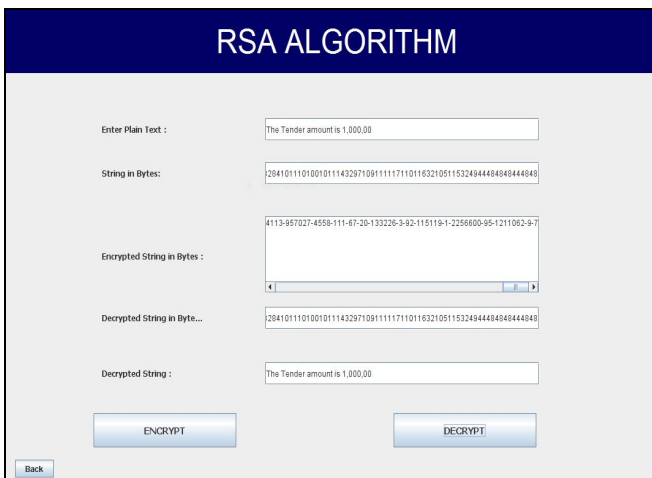 RSA ALGORITHM
Enter Plain Text :
The Tender amount is 1,000,00
String in Bytes:
3284101110100101114329710911111711011632105115324944484848444848
4113-957027-4558-111-67-20-133226-3-92-115119-1-2256600-95-1211062-9-7
Encrypted String in Bytes :
Decrypted String in Byte...
3284101110100101114329710911111711011632105115324944484848444848
Decrypted String :
The Tender amount is 1,000,00
ENCRYPT
DECRYPT
Back